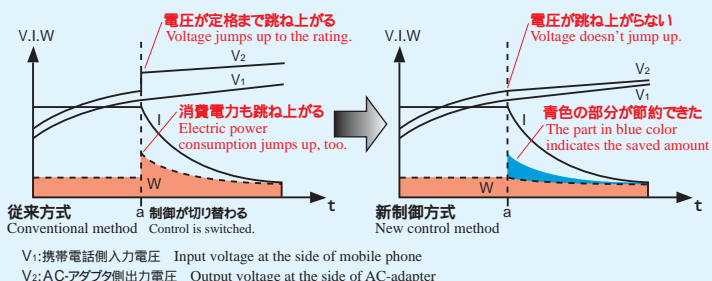 電圧が定格まで跳ね上がる
Voltage jumps up to the rating.
V.I.W
V₂
V₁
消費電力も跳ね上がる
Electric power
consumption jumps up, too.
I
W
t
a
従来方式
Conventional method
制御が切り替わる
Control is switched.
電圧が跳ね上がらない
Voltage doesn't jump up.
V.I.W
V₂
V₁
青色の部分が節約できた
The part in blue color
indicates the saved amount
I
W
t
a
新制御方式
New control method
V₁:携帯電話側入力電圧 Input voltage at the side of mobile phone
V₂:AC-アダプタ側出力電圧 Output voltage at the side of AC-adapter